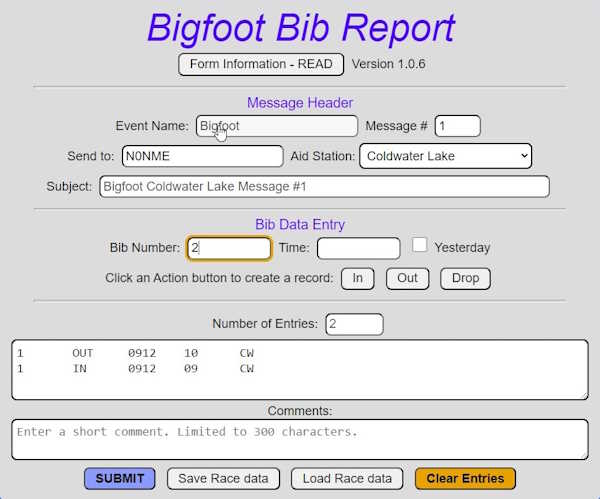 Bigfoot Bib Report
Form Information - READ Version 1.0.6
Message Header
Event Name: Bigfoot Message # 1
Send to: N0NME Aid Station: Coldwater Lake
Subject: Bigfoot Coldwater Lake Message #1
Bib Data Entry
Bib Number: 2 Time: Yesterday
Click an Action button to create a record: In Out Drop
Number of Entries: 2
1 OUT 0912 10 CW
1 IN 0912 09 CW
Comments:
Enter a short comment. Limited to 300 characters.
SUBMIT Save Race data Load Race data Clear Entries